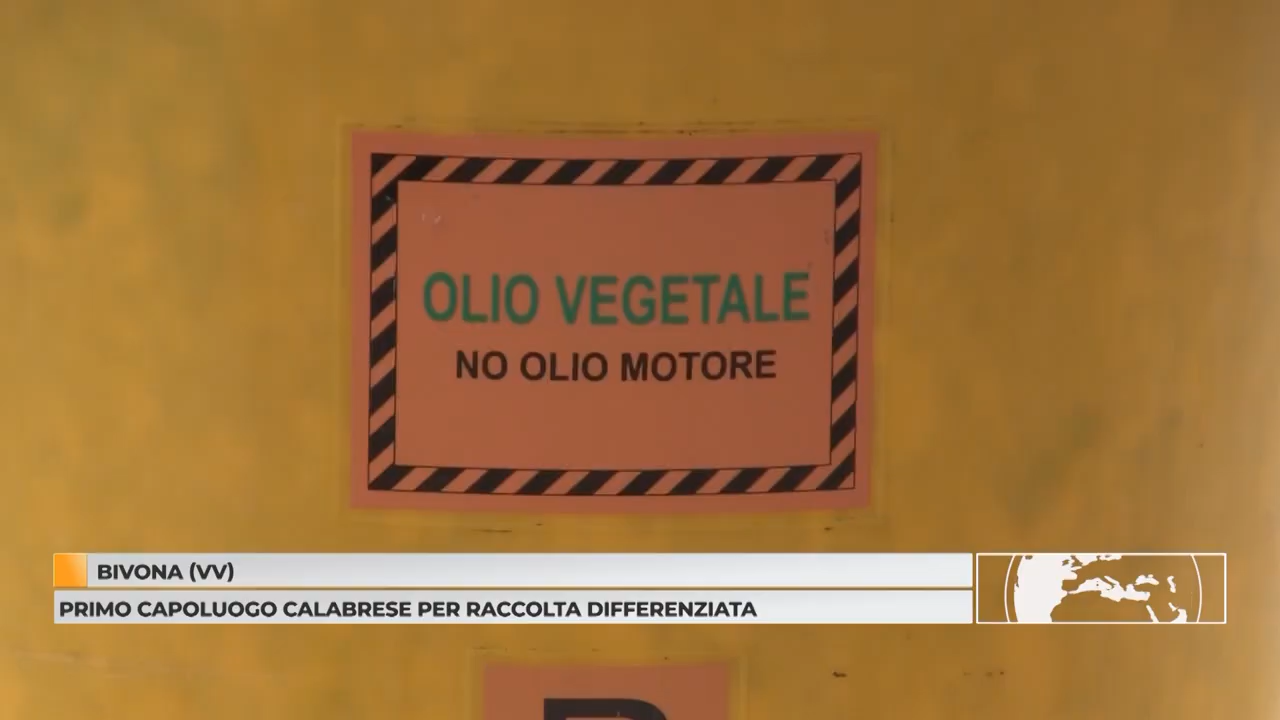 OLIO VEGETALE
NO OLIO MOTORE
BIVONA (VV)
PRIMO CAPOLUOGO CALABRESE PER RACCOLTA DIFFERENZIATA